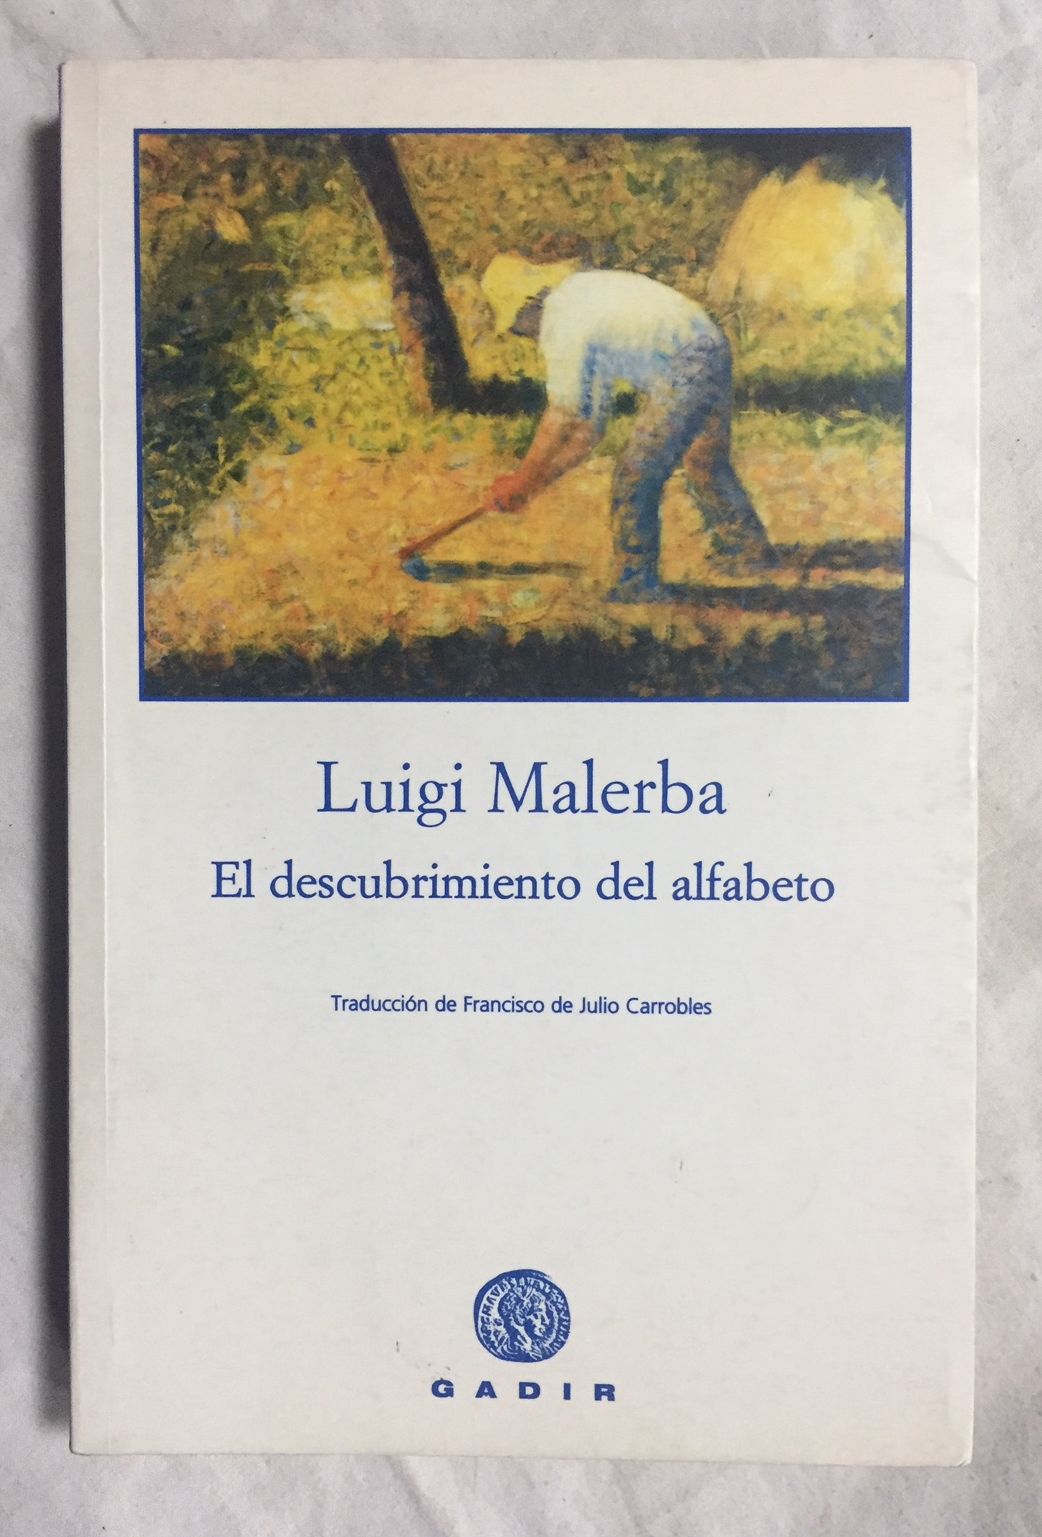 Luigi Malerba
El descubrimiento del alfabeto
Traducción de Francisco de Julio Carrobles
GADIR